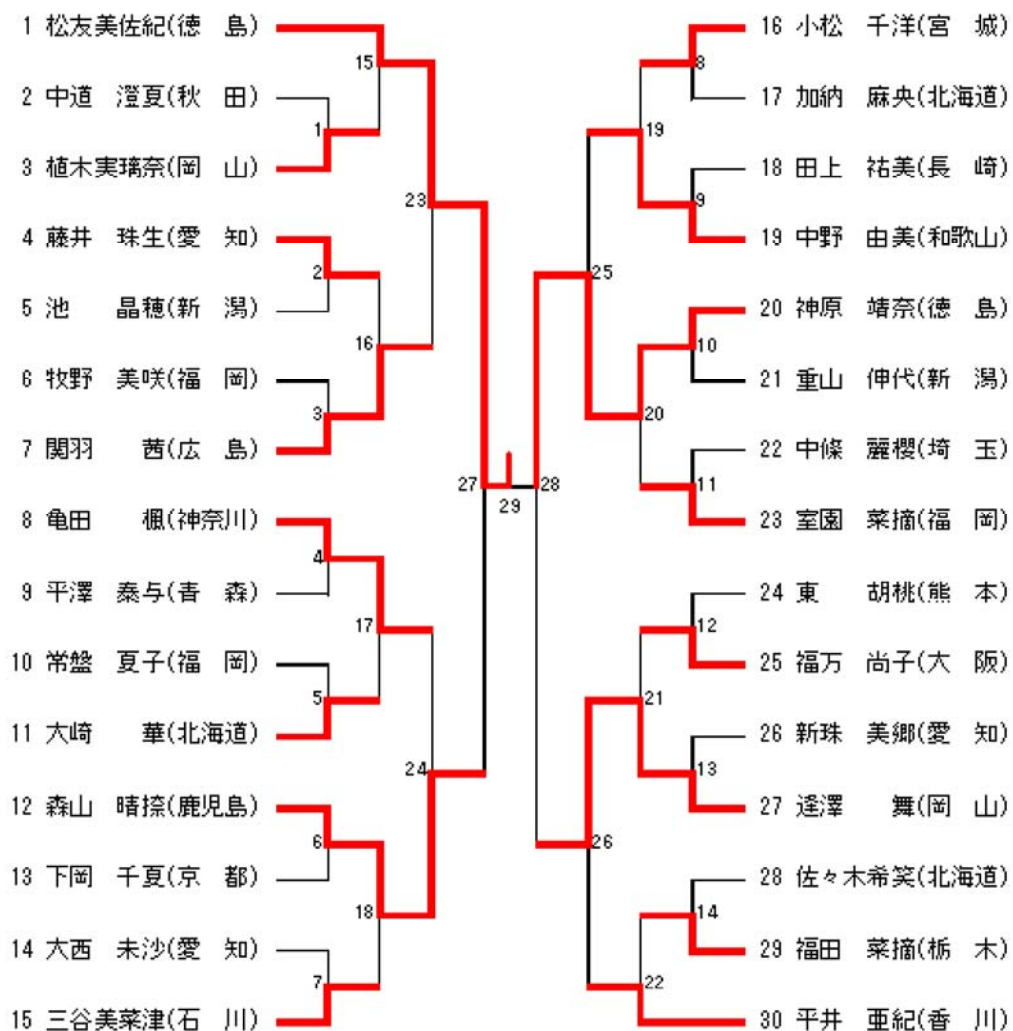 1 松友美佐紀(徳　島)
2 中道　澄夏(秋　田)
3 植木実璃奈(岡　山)
4 藤井　珠生(愛　知)
5 池　　晶穂(新　潟)
6 牧野　美咲(福　岡)
7 関羽　　茜(広　島)
8 亀田　　楓(神奈川)
9 平澤　泰与(青　森)
10 常盤　夏子(福　岡)
11 大崎　　華(北海道)
12 森山　晴捺(鹿児島)
13 下岡　千夏(京　都)
14 大西　未沙(愛　知)
15 三谷美菜津(石　川)
15
1
23
2
16
3
27
4
17
5
24
6
18
7
29
28
8
19
9
25
10
20
11
12
21
13
26
14
22
16 小松　千洋(宮　城)
17 加納　麻央(北海道)
18 田上　祐美(長　崎)
19 中野　由美(和歌山)
20 神原　靖奈(徳　島)
21 重山　伸代(新　潟)
22 中條　麗櫻(埼　玉)
23 室園　菜摘(福　岡)
24 東　　胡桃(熊　本)
25 福万　尚子(大　阪)
26 新珠　美郷(愛　知)
27 逢澤　　舞(岡　山)
28 佐々木希笑(北海道)
29 福田　菜摘(栃　木)
30 平井　亜紀(香　川)